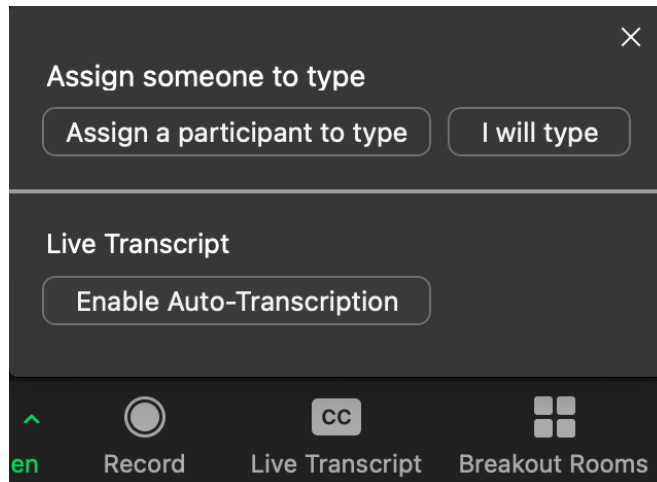 Assign someone to type
Assign a participant to type I will type
Live Transcript
Enable Auto-Transcription
CC
en Record Live Transcript Breakout Rooms